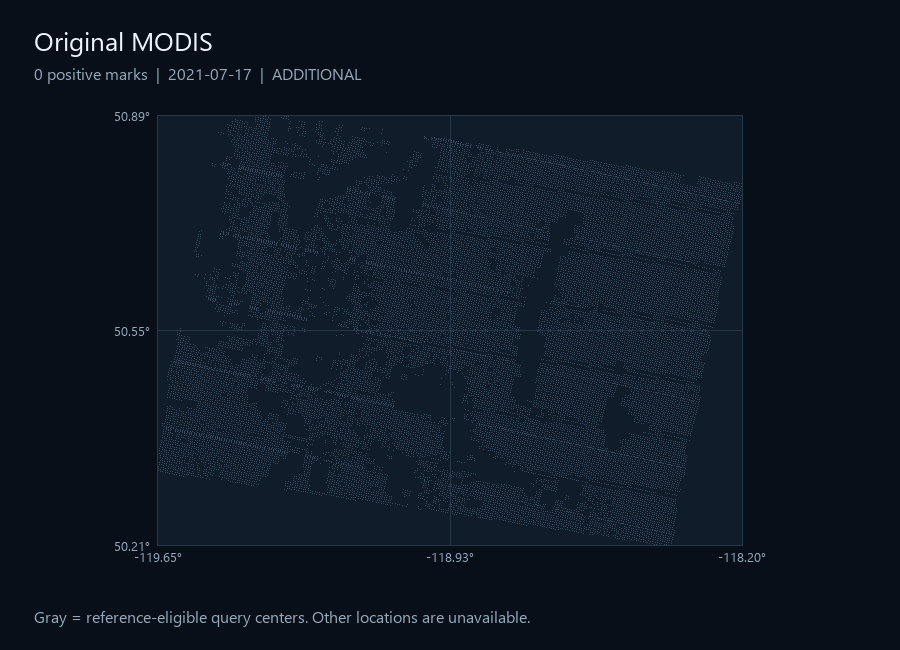 Original MODIS
0 positive marks | 2021-07-17 | ADDITIONAL
50.89°
50.55°
50.21°
-119.65° -118.93° -118.20°
Gray = reference-eligible query centers. Other locations are unavailable.